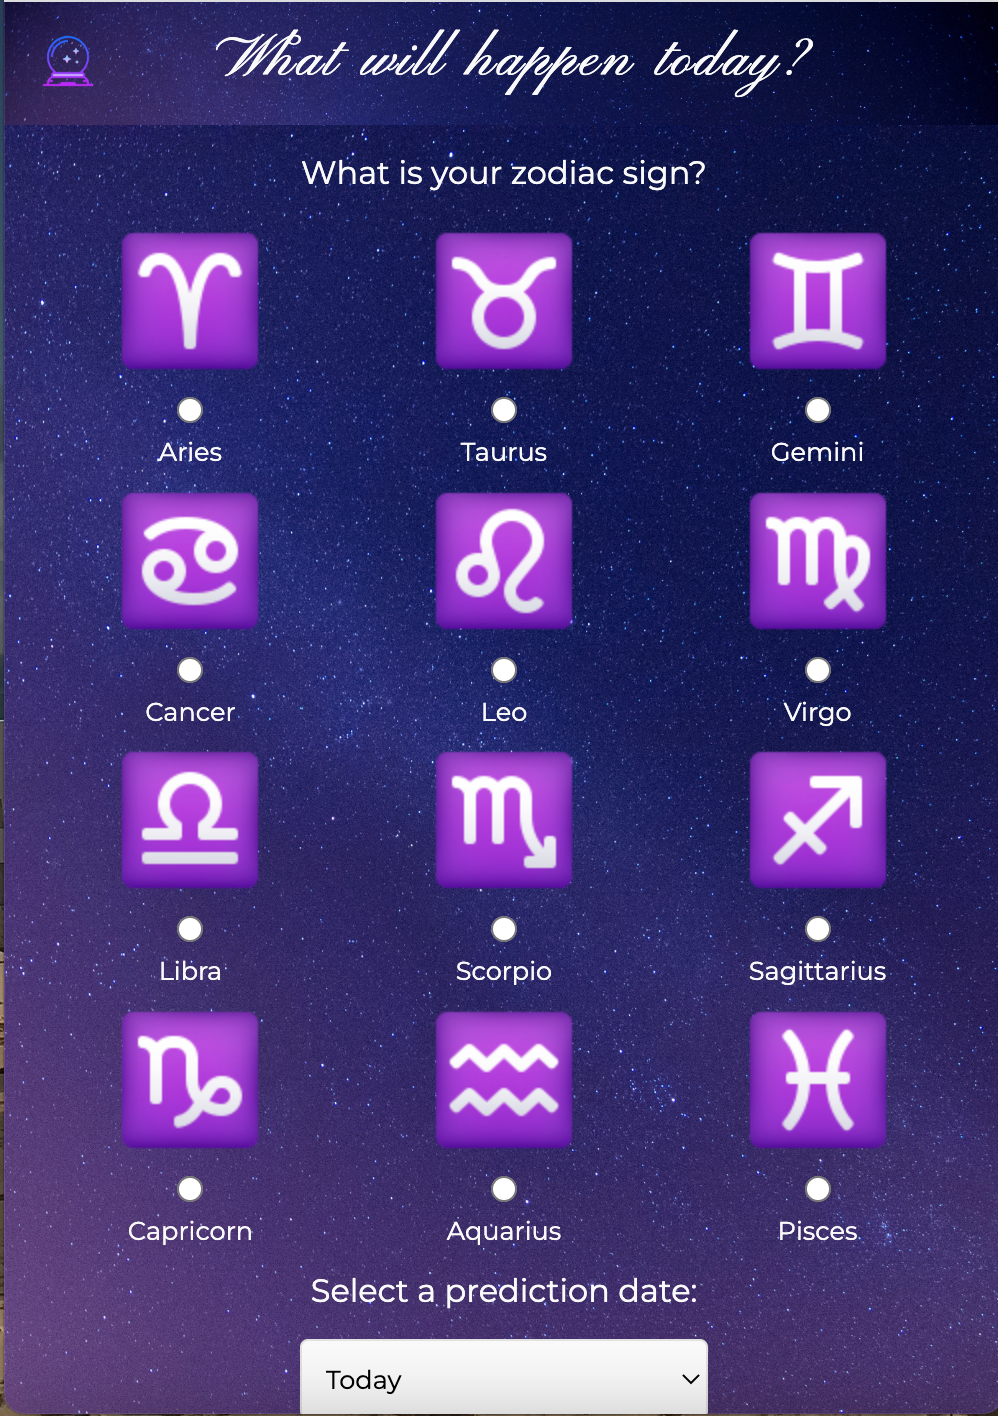 What will happen today?
What is your zodiac sign?
Aries Taurus Gemini
Cancer Leo Virgo
Libra Scorpio Sagittarius
Capricorn Aquarius Pisces
Select a prediction date:
Today